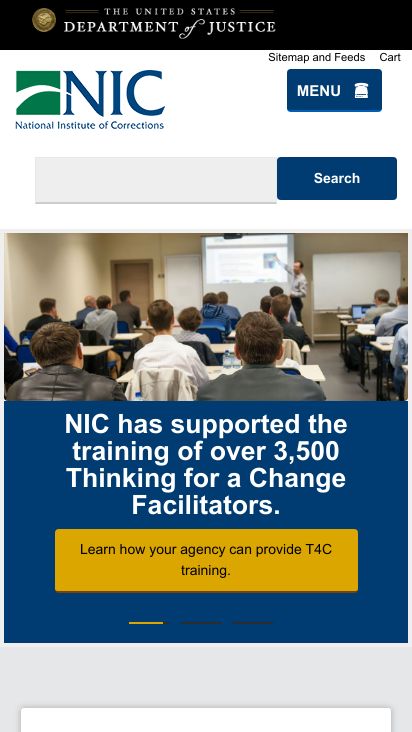 THE UNITED STATES
DEPARTMENT of JUSTICE
Sitemap and Feeds Cart
NIC
National Institute of Corrections
MENU
Search
NIC has supported the
training of over 3,500
Thinking for a Change
Facilitators.
Learn how your agency can provide T4C
training.